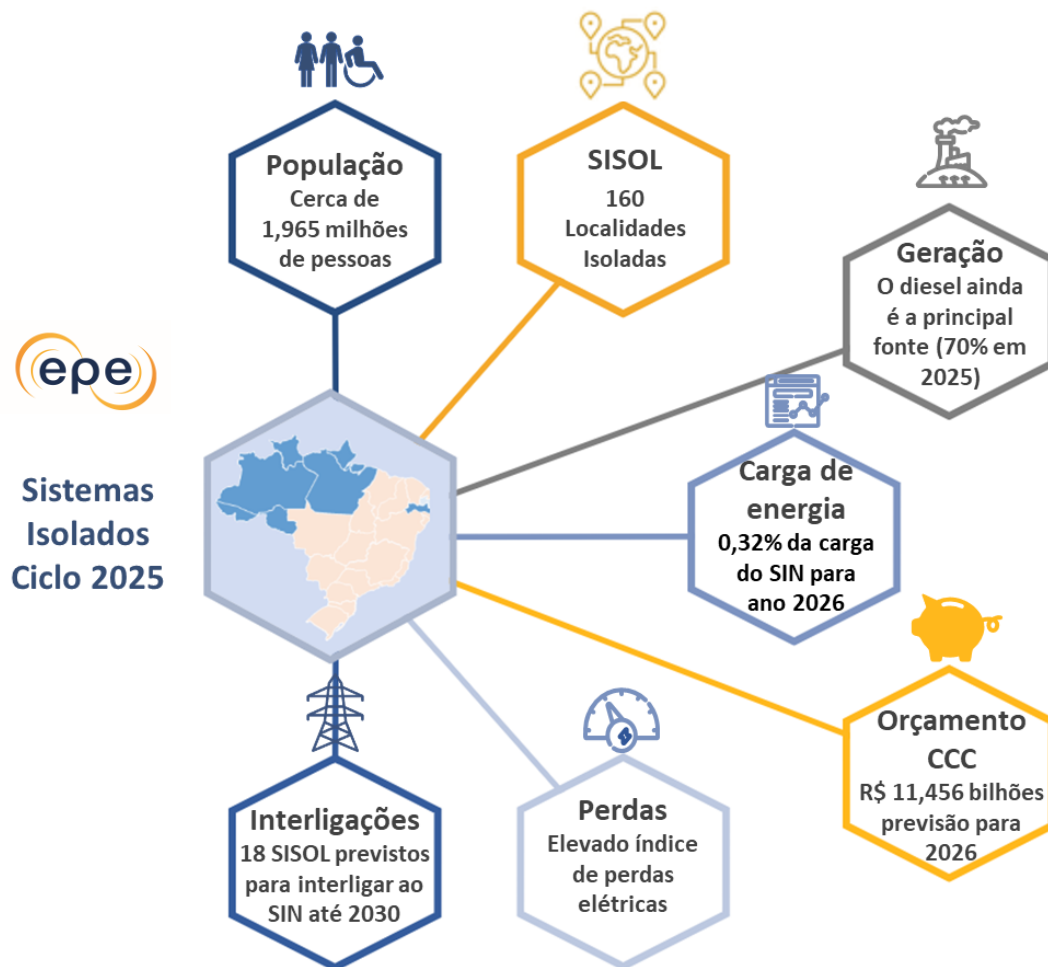 População
Cerca de
1,965 milhões
de pessoas
SISOL
160
Localidades
Isoladas
Geração
O diesel ainda
é a principal
fonte (70% em
2025)
epe
Sistemas
Isolados
Ciclo 2025
Carga de
energia
0,32% da carga
do SIN para
ano 2026
Orçamento
CCC
R$ 11,456 bilhões
previsão para
2026
Interligações
18 SISOL previstos
para interligar ao
SIN até 2030
Perdas
Elevado índice
de perdas
elétricas